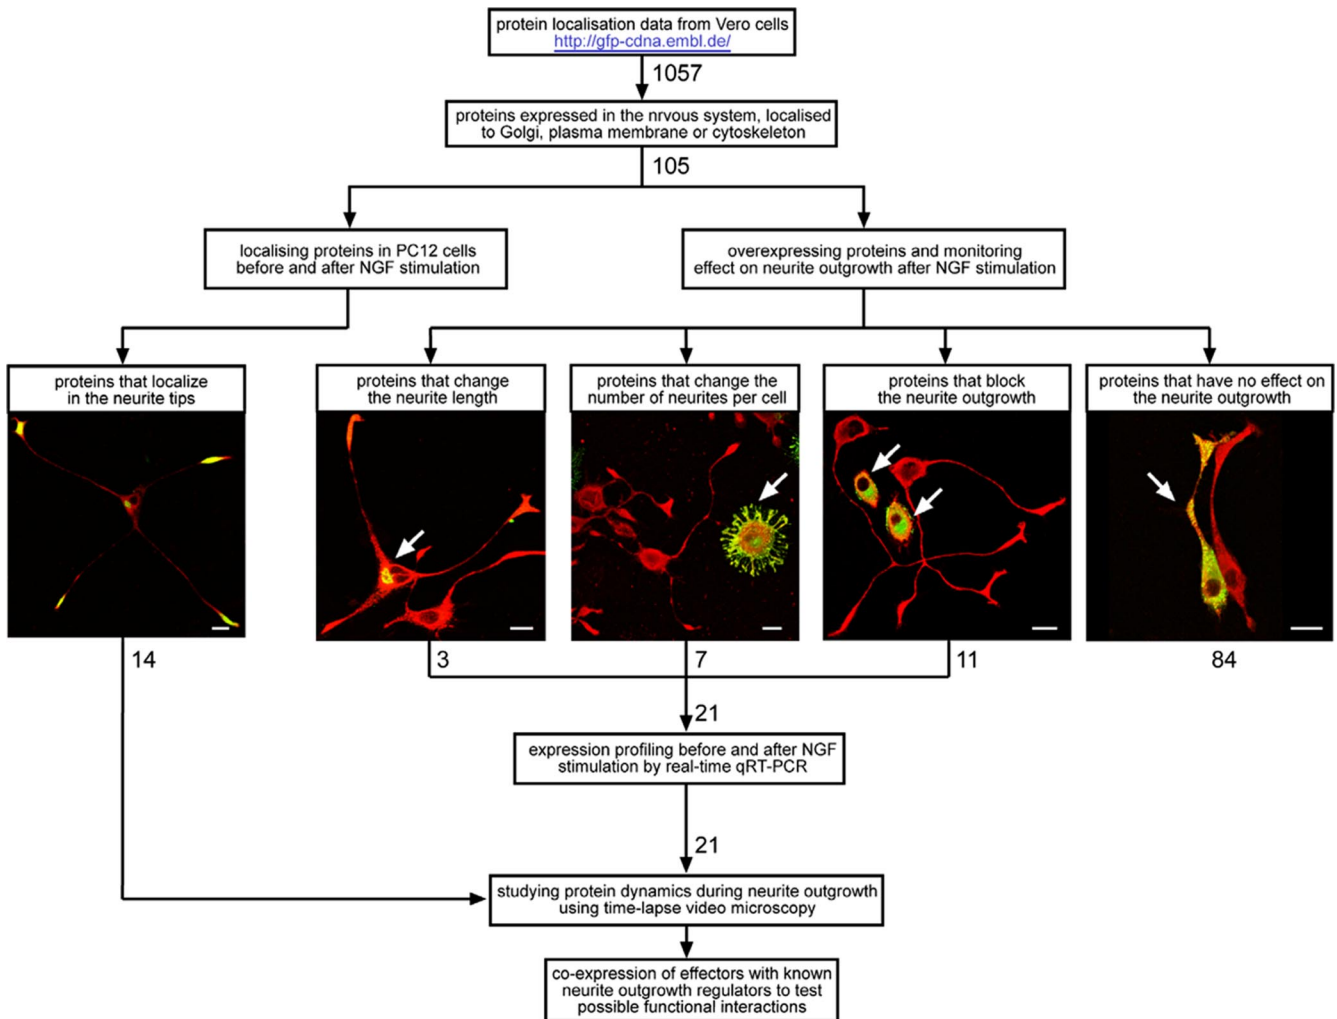 protein localisation data from Vero cells
http://gfp-cdna.embl.de/
1057
proteins expressed in the nrvous system, localised
to Golgi, plasma membrane or cytoskeleton
105
localising proteins in PC12 cells
before and after NGF stimulation
overexpressing proteins and monitoring
effect on neurite outgrowth after NGF stimulation
proteins that localize
in the neurite tips
proteins that change
the neurite length
proteins that change the
number of neurites per cell
proteins that block
the neurite outgrowth
proteins that have no effect on
the neurite outgrowth
14
3
7
11
84
21
expression profiling before and after NGF
stimulation by real-time qRT-PCR
21
studying protein dynamics during neurite outgrowth
using time-lapse video microscopy
co-expression of effectors with known
neurite outgrowth regulators to test
possible functional interactions